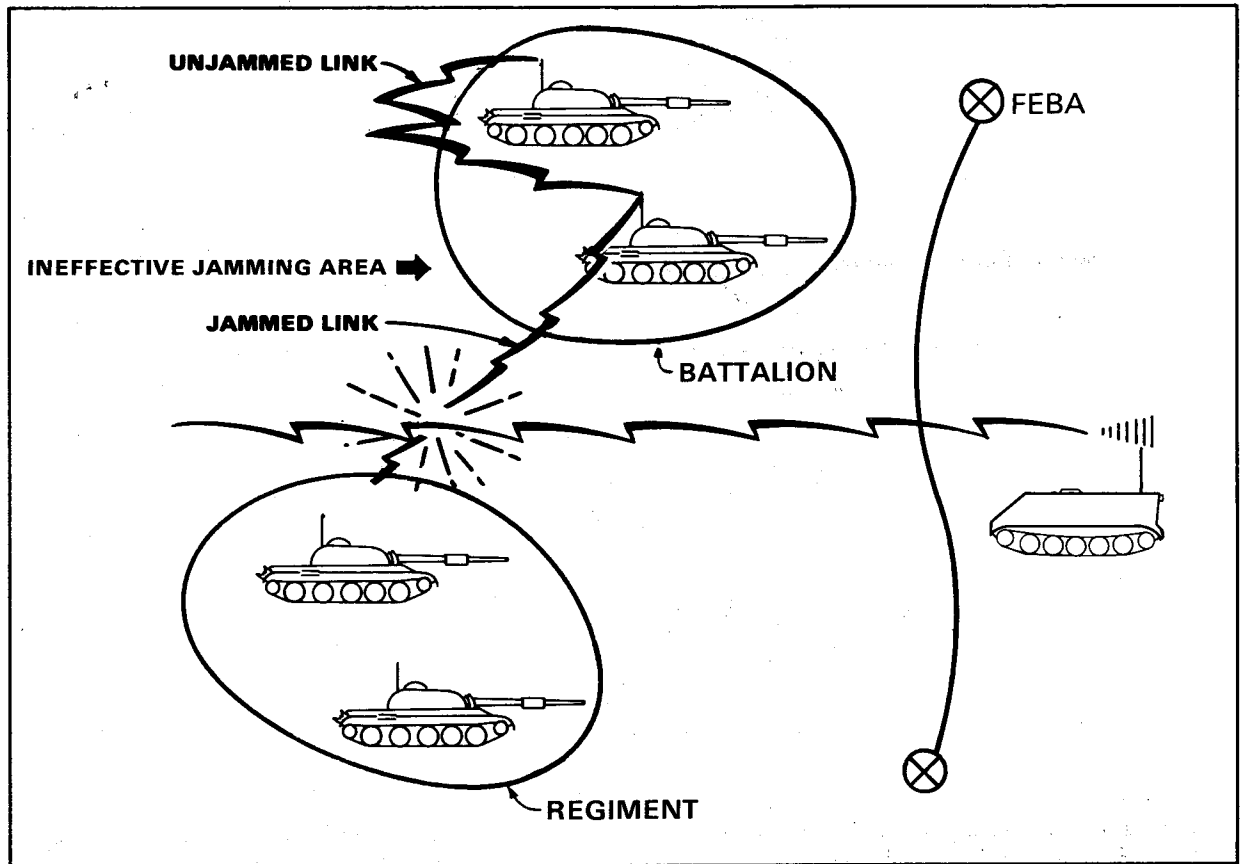 UNJAMMED LINK
FEBA
INEFFECTIVE JAMMING AREA
JAMMED LINK
BATTALION
REGIMENT